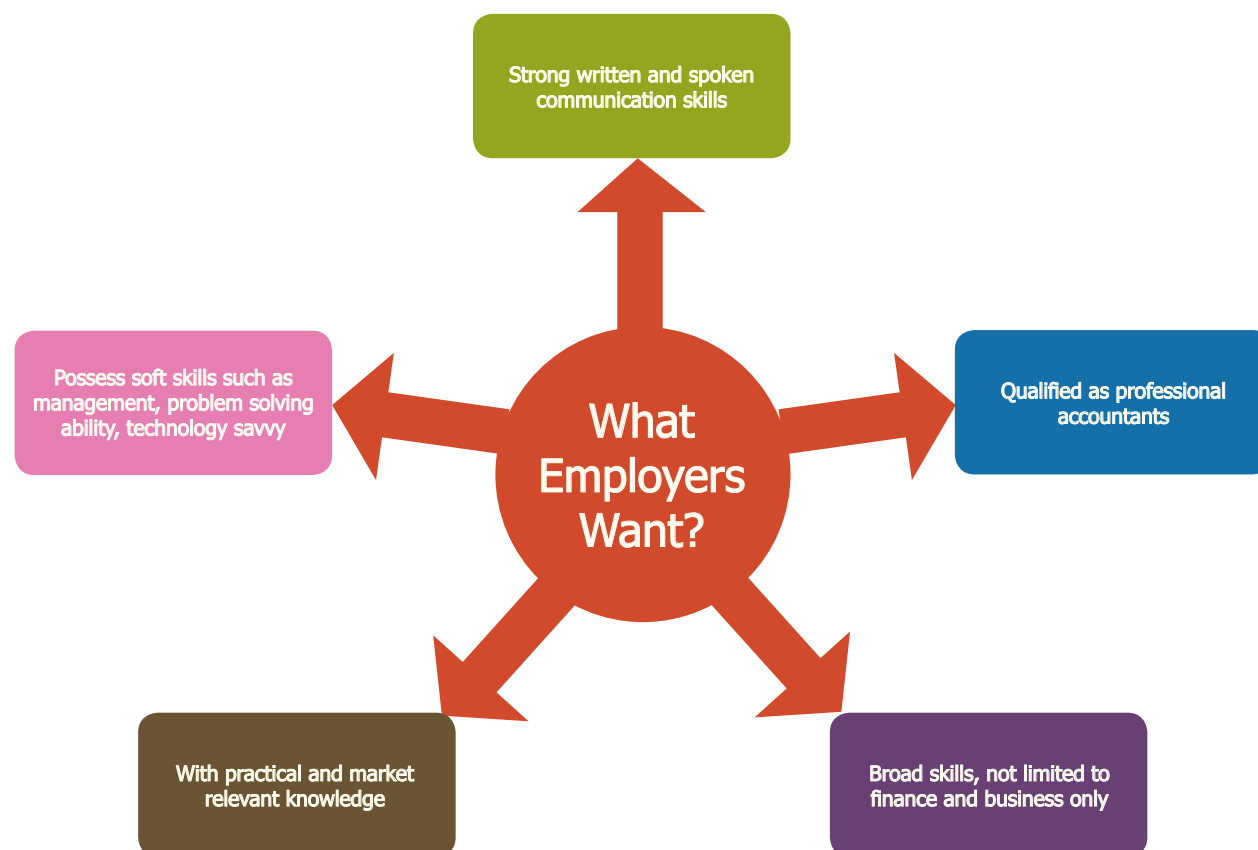 Strong written and spoken
communication skills
Possess soft skills such as
management, problem solving
ability, technology savvy
What
Employers
Want?
Qualified as professional
accountants
With practical and market
relevant knowledge
Broad skills, not limited to
finance and business only